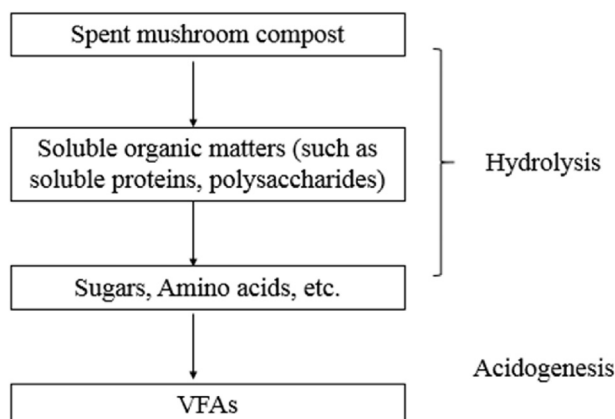 Spent mushroom compost
Soluble organic matters (such as
soluble proteins, polysaccharides)
Hydrolysis
Sugars, Amino acids, etc.
Acidogenesis
VFAs